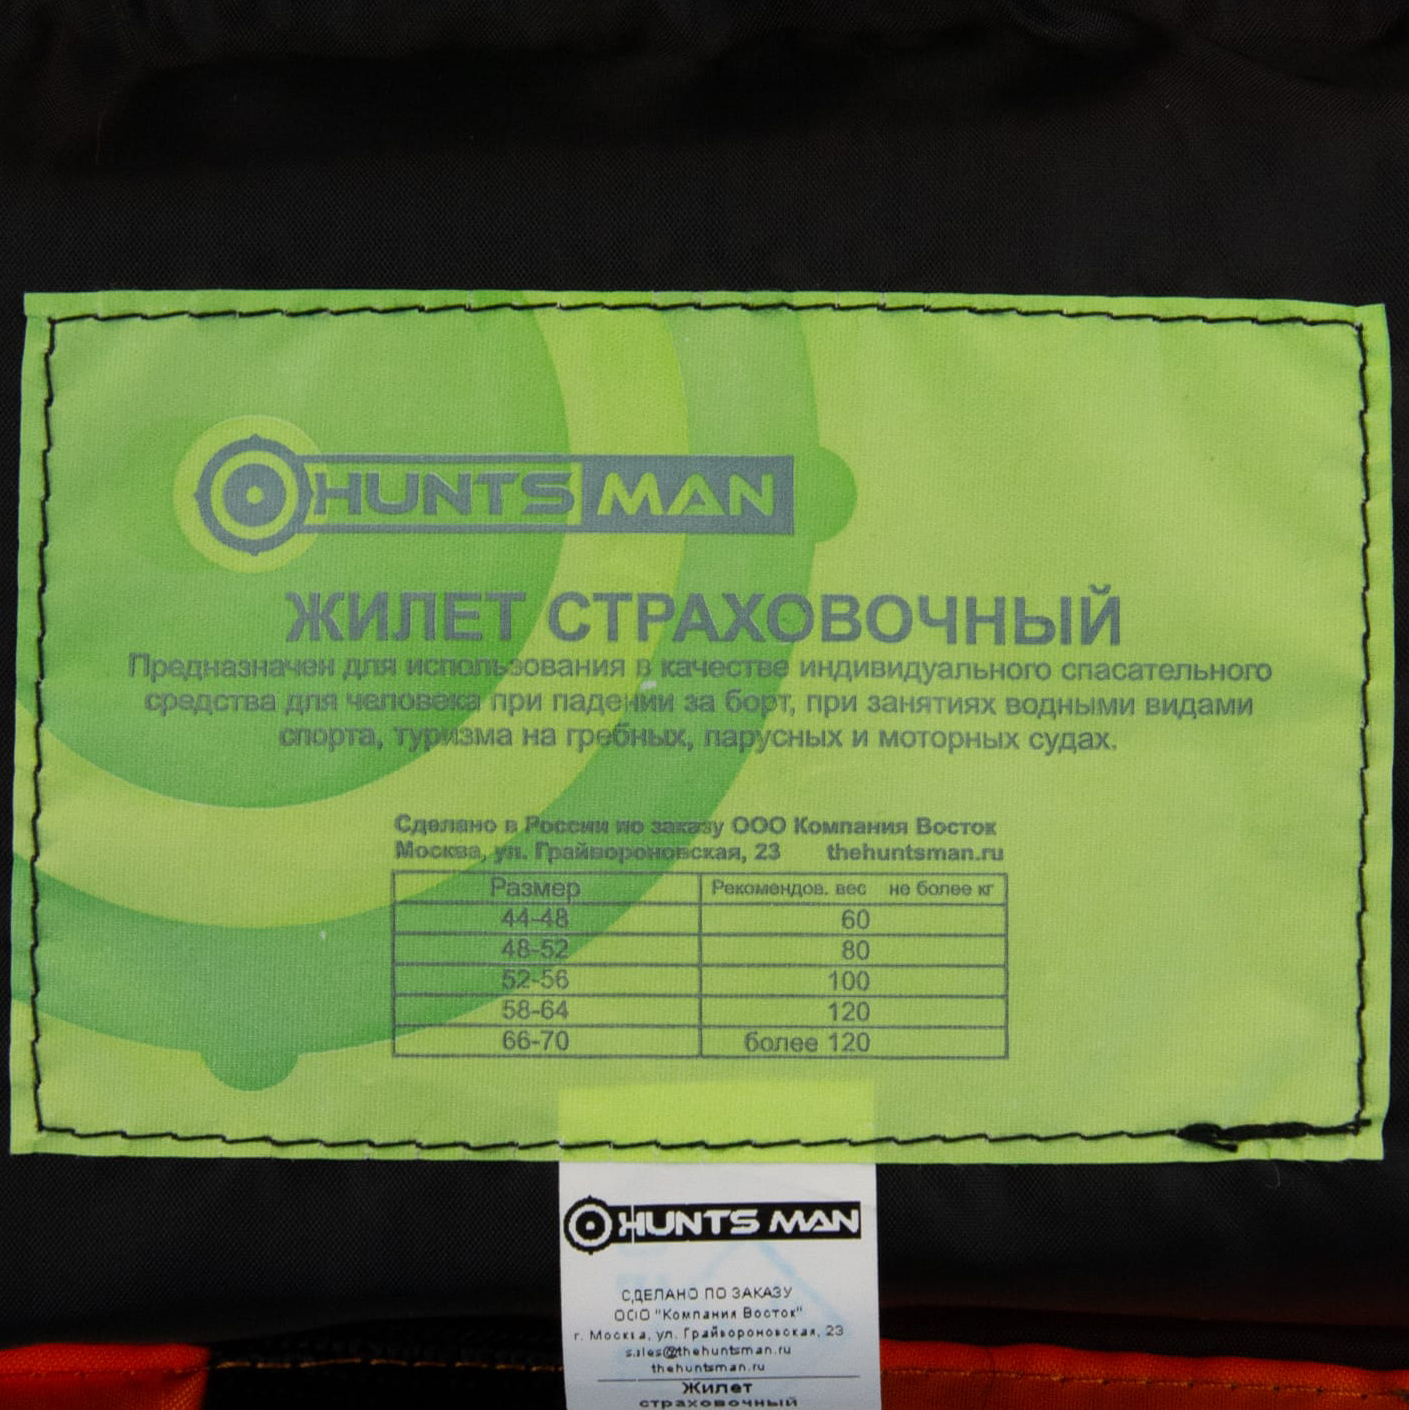 HUNTSMAN
ЖИЛЕТ СТРАХОВОЧНЫЙ
Предназначен для использования в качестве индивидуального спасательного
средства для человека при падении за борт, при занятиях водными видами
спорта, туризма на гребных, парусных и моторных судах.
Сделано в России по заказу ООО Компания Восток
Москва, ул. Грайвороновская, 23 thehuntsman.ru
Размер Рекомендов. вес не более кг
44-48 60
48-52 80
52-56 100
58-64 120
66-70 более 120
HUNTSMAN
СДЕЛАНО ПО ЗАКАЗУ
ООО "Компания Восток"
г. Москва, ул. Грайвороновская, 23
sales@thehuntsman.ru
thehuntsman.ru
Жилет
страховочный